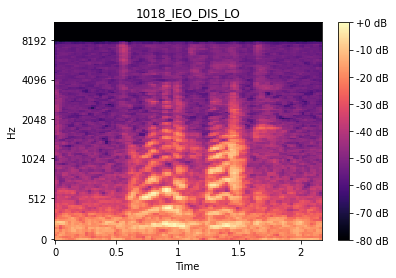 1018_IEO_DIS_LO
8192
4096
2048
1024
512
0
Hz
0
0.5
1
1.5
2
Time
+0 dB
-10 dB
-20 dB
-30 dB
-40 dB
-50 dB
-60 dB
-70 dB
-80 dB